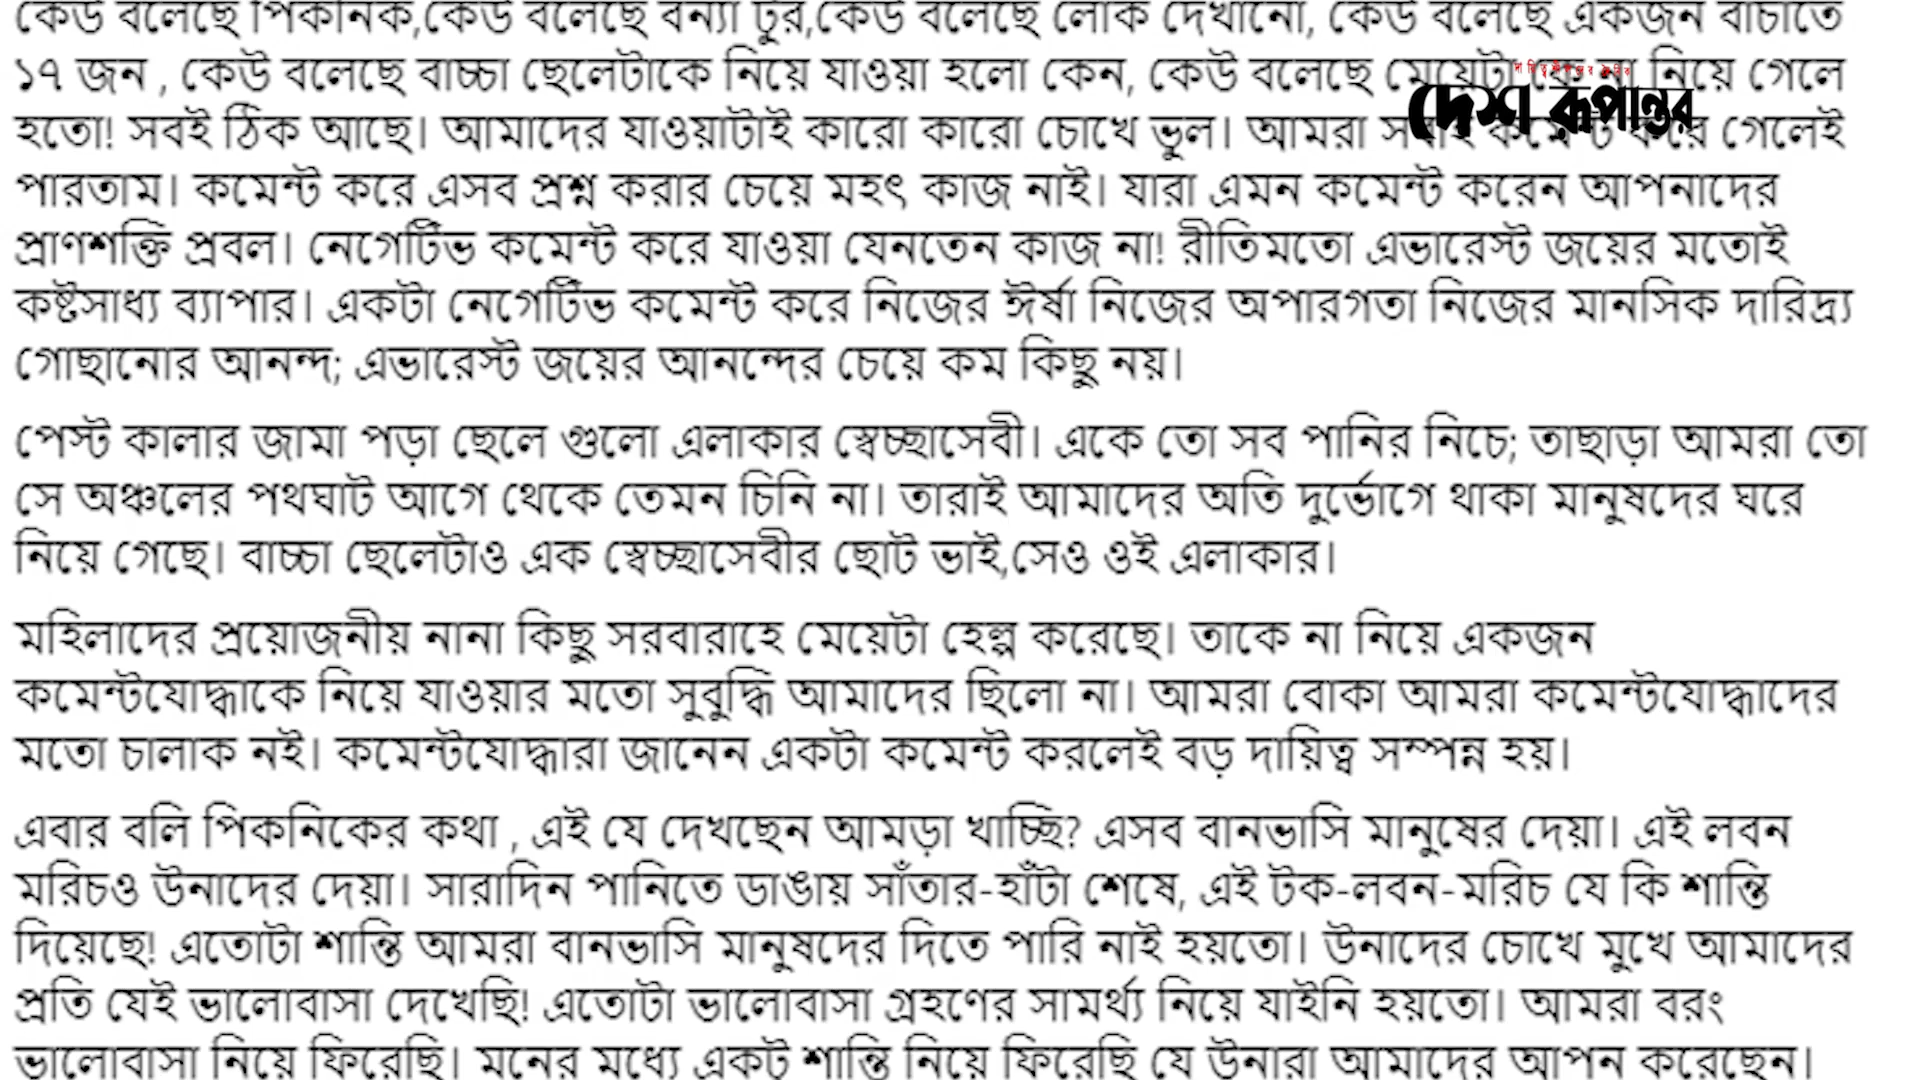 কেউ বলেছে পিকনিক,কেউ বলেছে বন্যা টুর,কেউ বলেছে লোক দেখানো, কেউ বলেছে একজন বাচাতে
১৭ জন , কেউ বলেছে বাচ্চা ছেলেটাকে নিয়ে যাওয়া হলো কেন, কেউ বলেছে মেয়েটা নিয়ে গেলে
দেশ রূপান্তর
হতো! সবই ঠিক আছে। আমাদের যাওয়াটাই কারো কারো চোখে ভুল। আমরা সবাই কমেন্ট করে গেলেই
পারতাম। কমেন্ট করে এসব প্রশ্ন করার চেয়ে মহৎ কাজ নাই। যারা এমন কমেন্ট করেন আপনাদের
প্রাণশক্তি প্রবল। নেগেটিভ কমেন্ট করে যাওয়া যেনতেন কাজ না! রীতিমতো এভারেস্ট জয়ের মতোই
কষ্টসাধ্য ব্যাপার। একটা নেগেটিভ কমেন্ট করে নিজের ঈর্ষা নিজের অপারগতা নিজের মানসিক দারিদ্র্য
গোছানোর আনন্দ; এভারেস্ট জয়ের আনন্দের চেয়ে কম কিছু নয়।
পেস্ট কালার জামা পড়া ছেলে গুলো এলাকার স্বেচ্ছাসেবী। একে তো সব পানির নিচে; তাছাড়া আমরা তো
সে অঞ্চলের পথঘাট আগে থেকে তেমন চিনি না। তারাই আমাদের অতি দুর্ভোগে থাকা মানুষদের ঘরে
নিয়ে গেছে। বাচ্চা ছেলেটাও এক স্বেচ্ছাসেবীর ছোট ভাই,সেও ওই এলাকার।
মহিলাদের প্রয়োজনীয় নানা কিছু সরবারাহে মেয়েটা হেল্প করেছে। তাকে না নিয়ে একজন
কমেন্টযোদ্ধাকে নিয়ে যাওয়ার মতো সুবুদ্ধি আমাদের ছিলো না। আমরা বোকা আমরা কমেন্টযোদ্ধাদের
মতো চালাক নই। কমেন্টযোদ্ধারা জানেন একটা কমেন্ট করলেই বড় দায়িত্ব সম্পন্ন হয়।
এবার বলি পিকনিকের কথা , এই যে দেখছেন আমড়া খাচ্ছি? এসব বানভাসি মানুষের দেয়া। এই লবন
মরিচও উনাদের দেয়া। সারাদিন পানিতে ডাঙায় সাঁতার-হাঁটা শেষে, এই টক-লবন-মরিচ যে কি শান্তি
দিয়েছে! এতোটা শান্তি আমরা বানভাসি মানুষদের দিতে পারি নাই হয়তো। উনাদের চোখে মুখে আমাদের
প্রতি যেই ভালোবাসা দেখেছি! এতোটা ভালোবাসা গ্রহণের সামর্থ্য নিয়ে যাইনি হয়তো। আমরা বরং
ভালোবাসা নিয়ে ফিরেছি। মনের মধ্যে একট শান্তি নিয়ে ফিরেছি যে উনারা আমাদের আপন করেছেন।